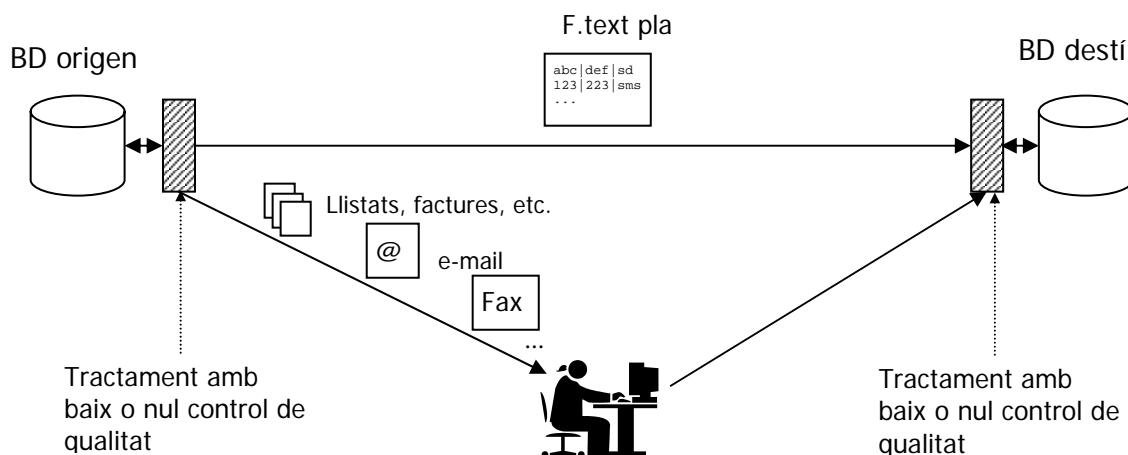 F.text pla
BD origen
BD destí
abc|def|sd
123|223|sms
...
Llistats, factures, etc.
@
e-mail
Fax
...
Tractament amb
baix o nul control de
qualitat
Tractament amb
baix o nul control de
qualitat